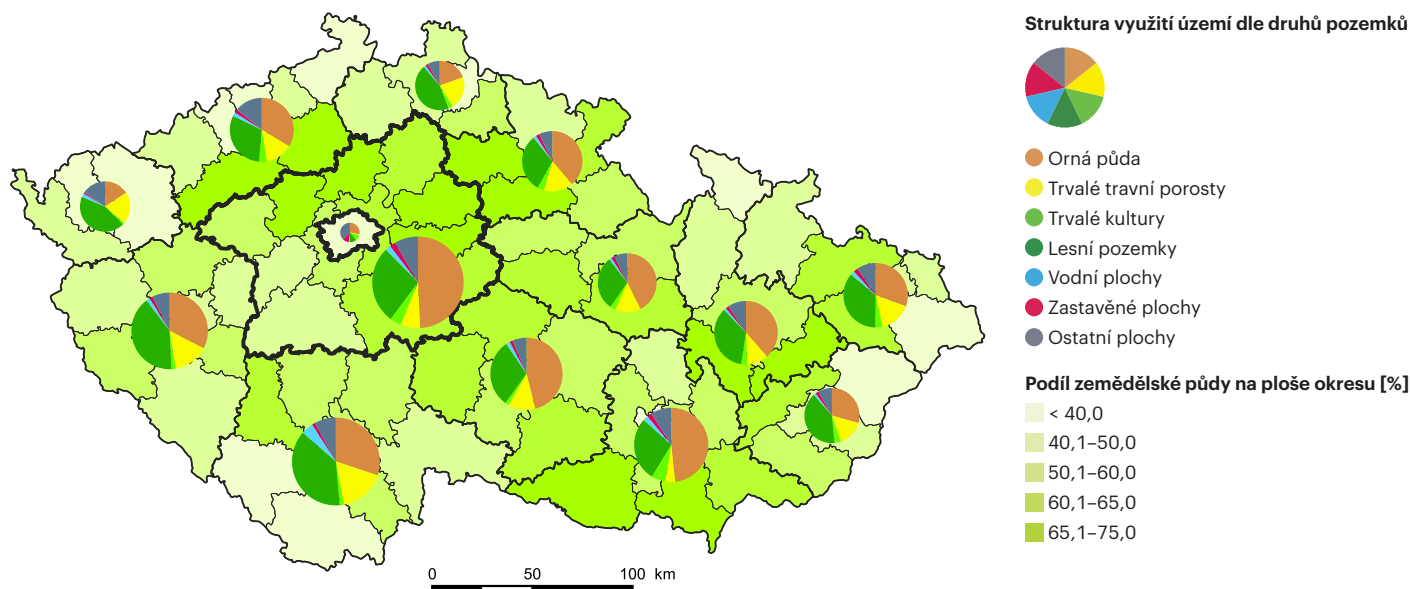 Struktura využití území dle druhů pozemků
Orná půda
Trvalé travní porosty
Trvalé kultury
Lesní pozemky
Vodní plochy
Zastavěné plochy
Ostatní plochy
Podíl zemědělské půdy na ploše okresu [%]
< 40,0
40,1–50,0
50,1–60,0
60,1–65,0
65,1–75,0
0 50 100 km